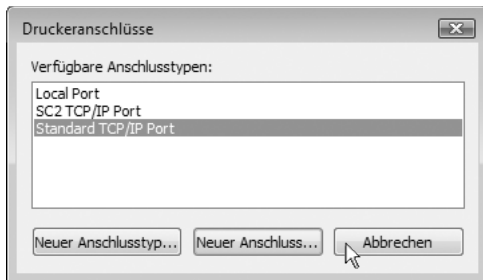 Druckeranschlüsse
Verfügbare Anschlusstypen:
Local Port
SC2 TCP/IP Port
Standard TCP/IP Port
Neuer Anschlusstyp... Neuer Anschluss... Abbrechen